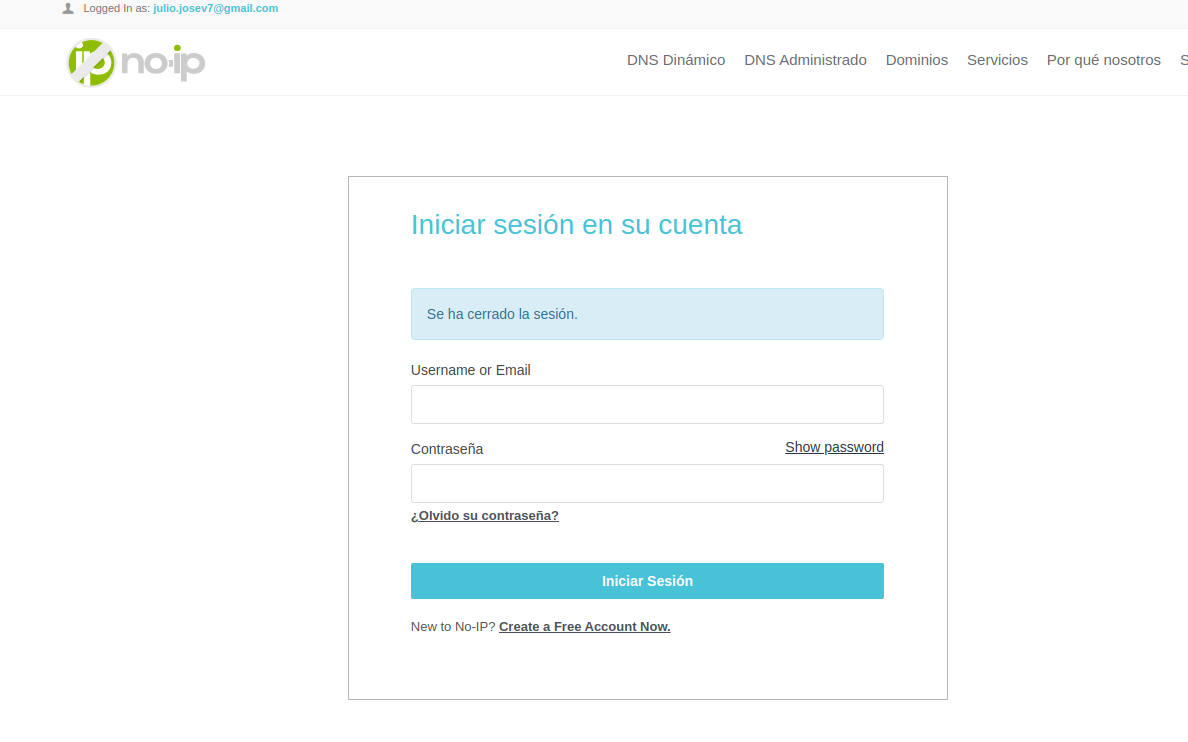 Logged In as: julio.josev7@gmail.com
no-ip
DNS Dinámico DNS Administrado Dominios Servicios Por qué nosotros S
Iniciar sesión en su cuenta
Se ha cerrado la sesión.
Username or Email
Contraseña Show password
¿Olvido su contraseña?
Iniciar Sesión
New to No-IP? Create a Free Account Now.